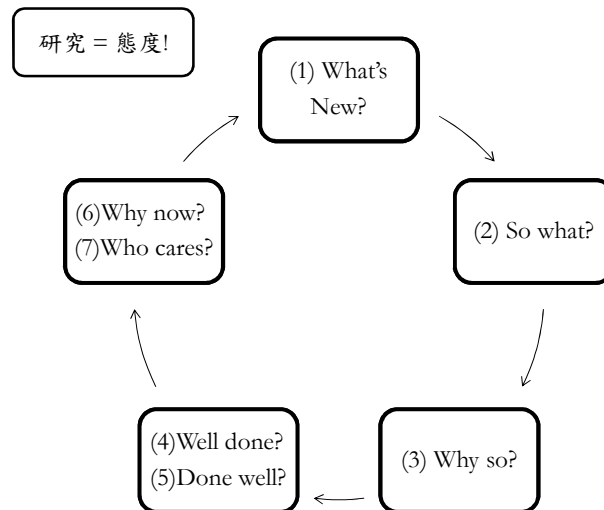 研究 = 態度!
(1) What's
New?
(2) So what?
(3) Why so?
(4)Well done?
(5)Done well?
(6)Why now?
(7)Who cares?